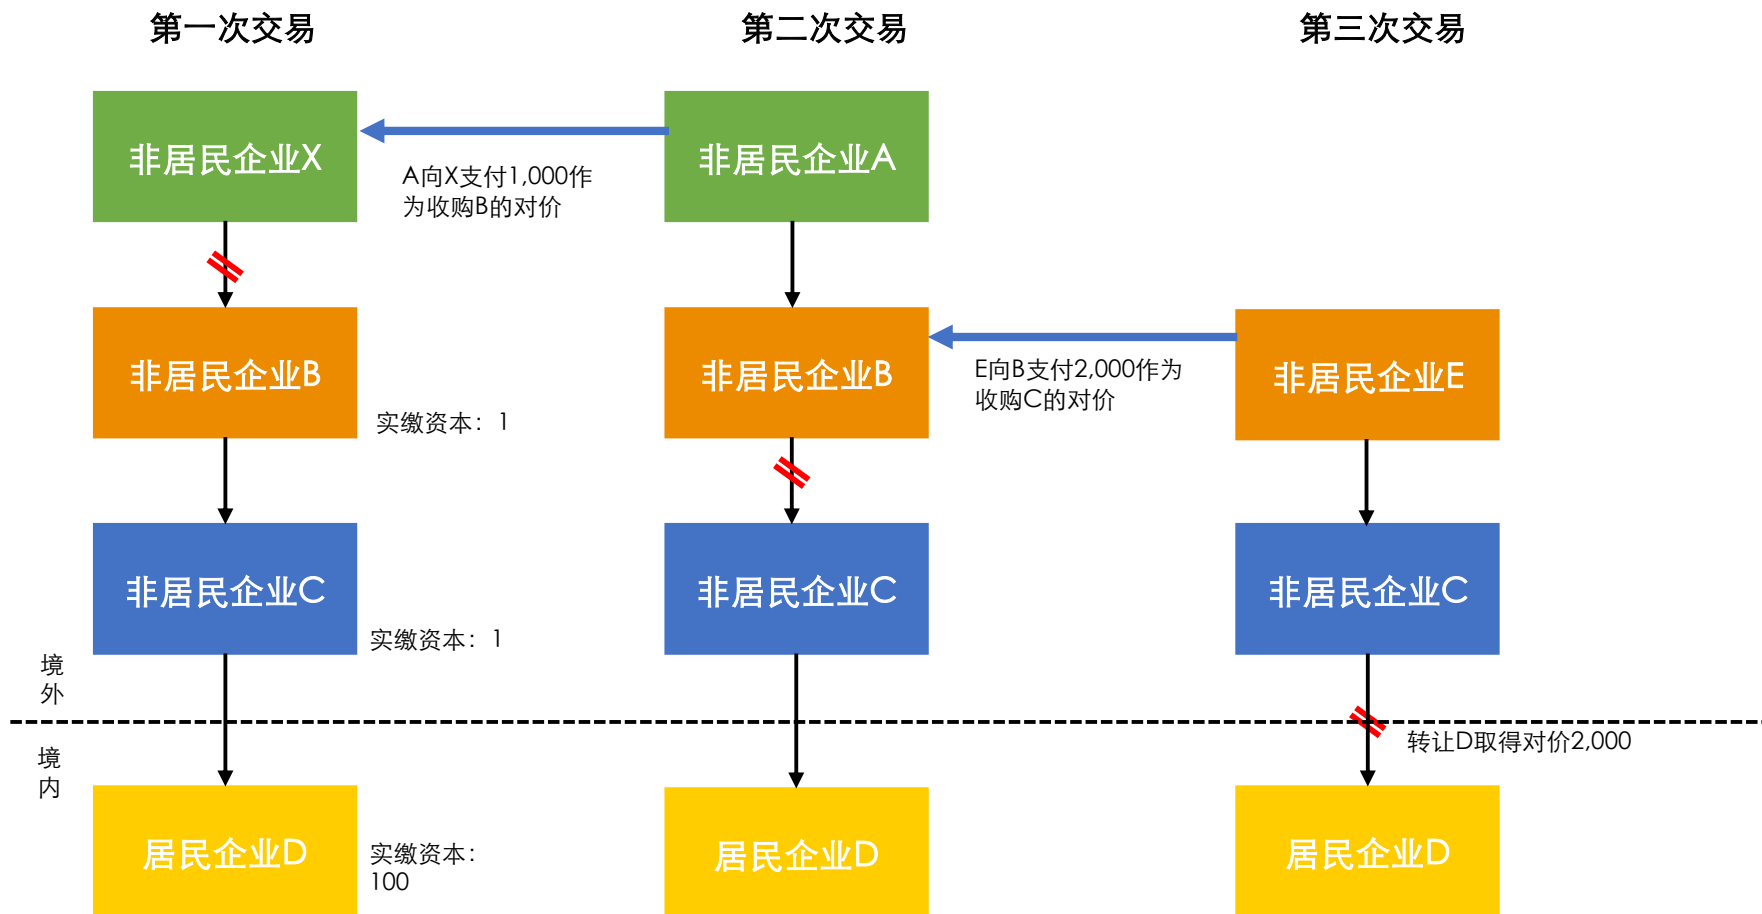 第一次交易
第二次交易
第三次交易
非居民企业X
A向X支付1,000作
为收购B的对价
非居民企业A
非居民企业B
实缴资本：1
非居民企业B
E向B支付2,000作为
收购C的对价
非居民企业E
非居民企业C
实缴资本：1
非居民企业C
非居民企业C
境
外
境
内
转让D取得对价2,000
居民企业D
实缴资本：
100
居民企业D
居民企业D